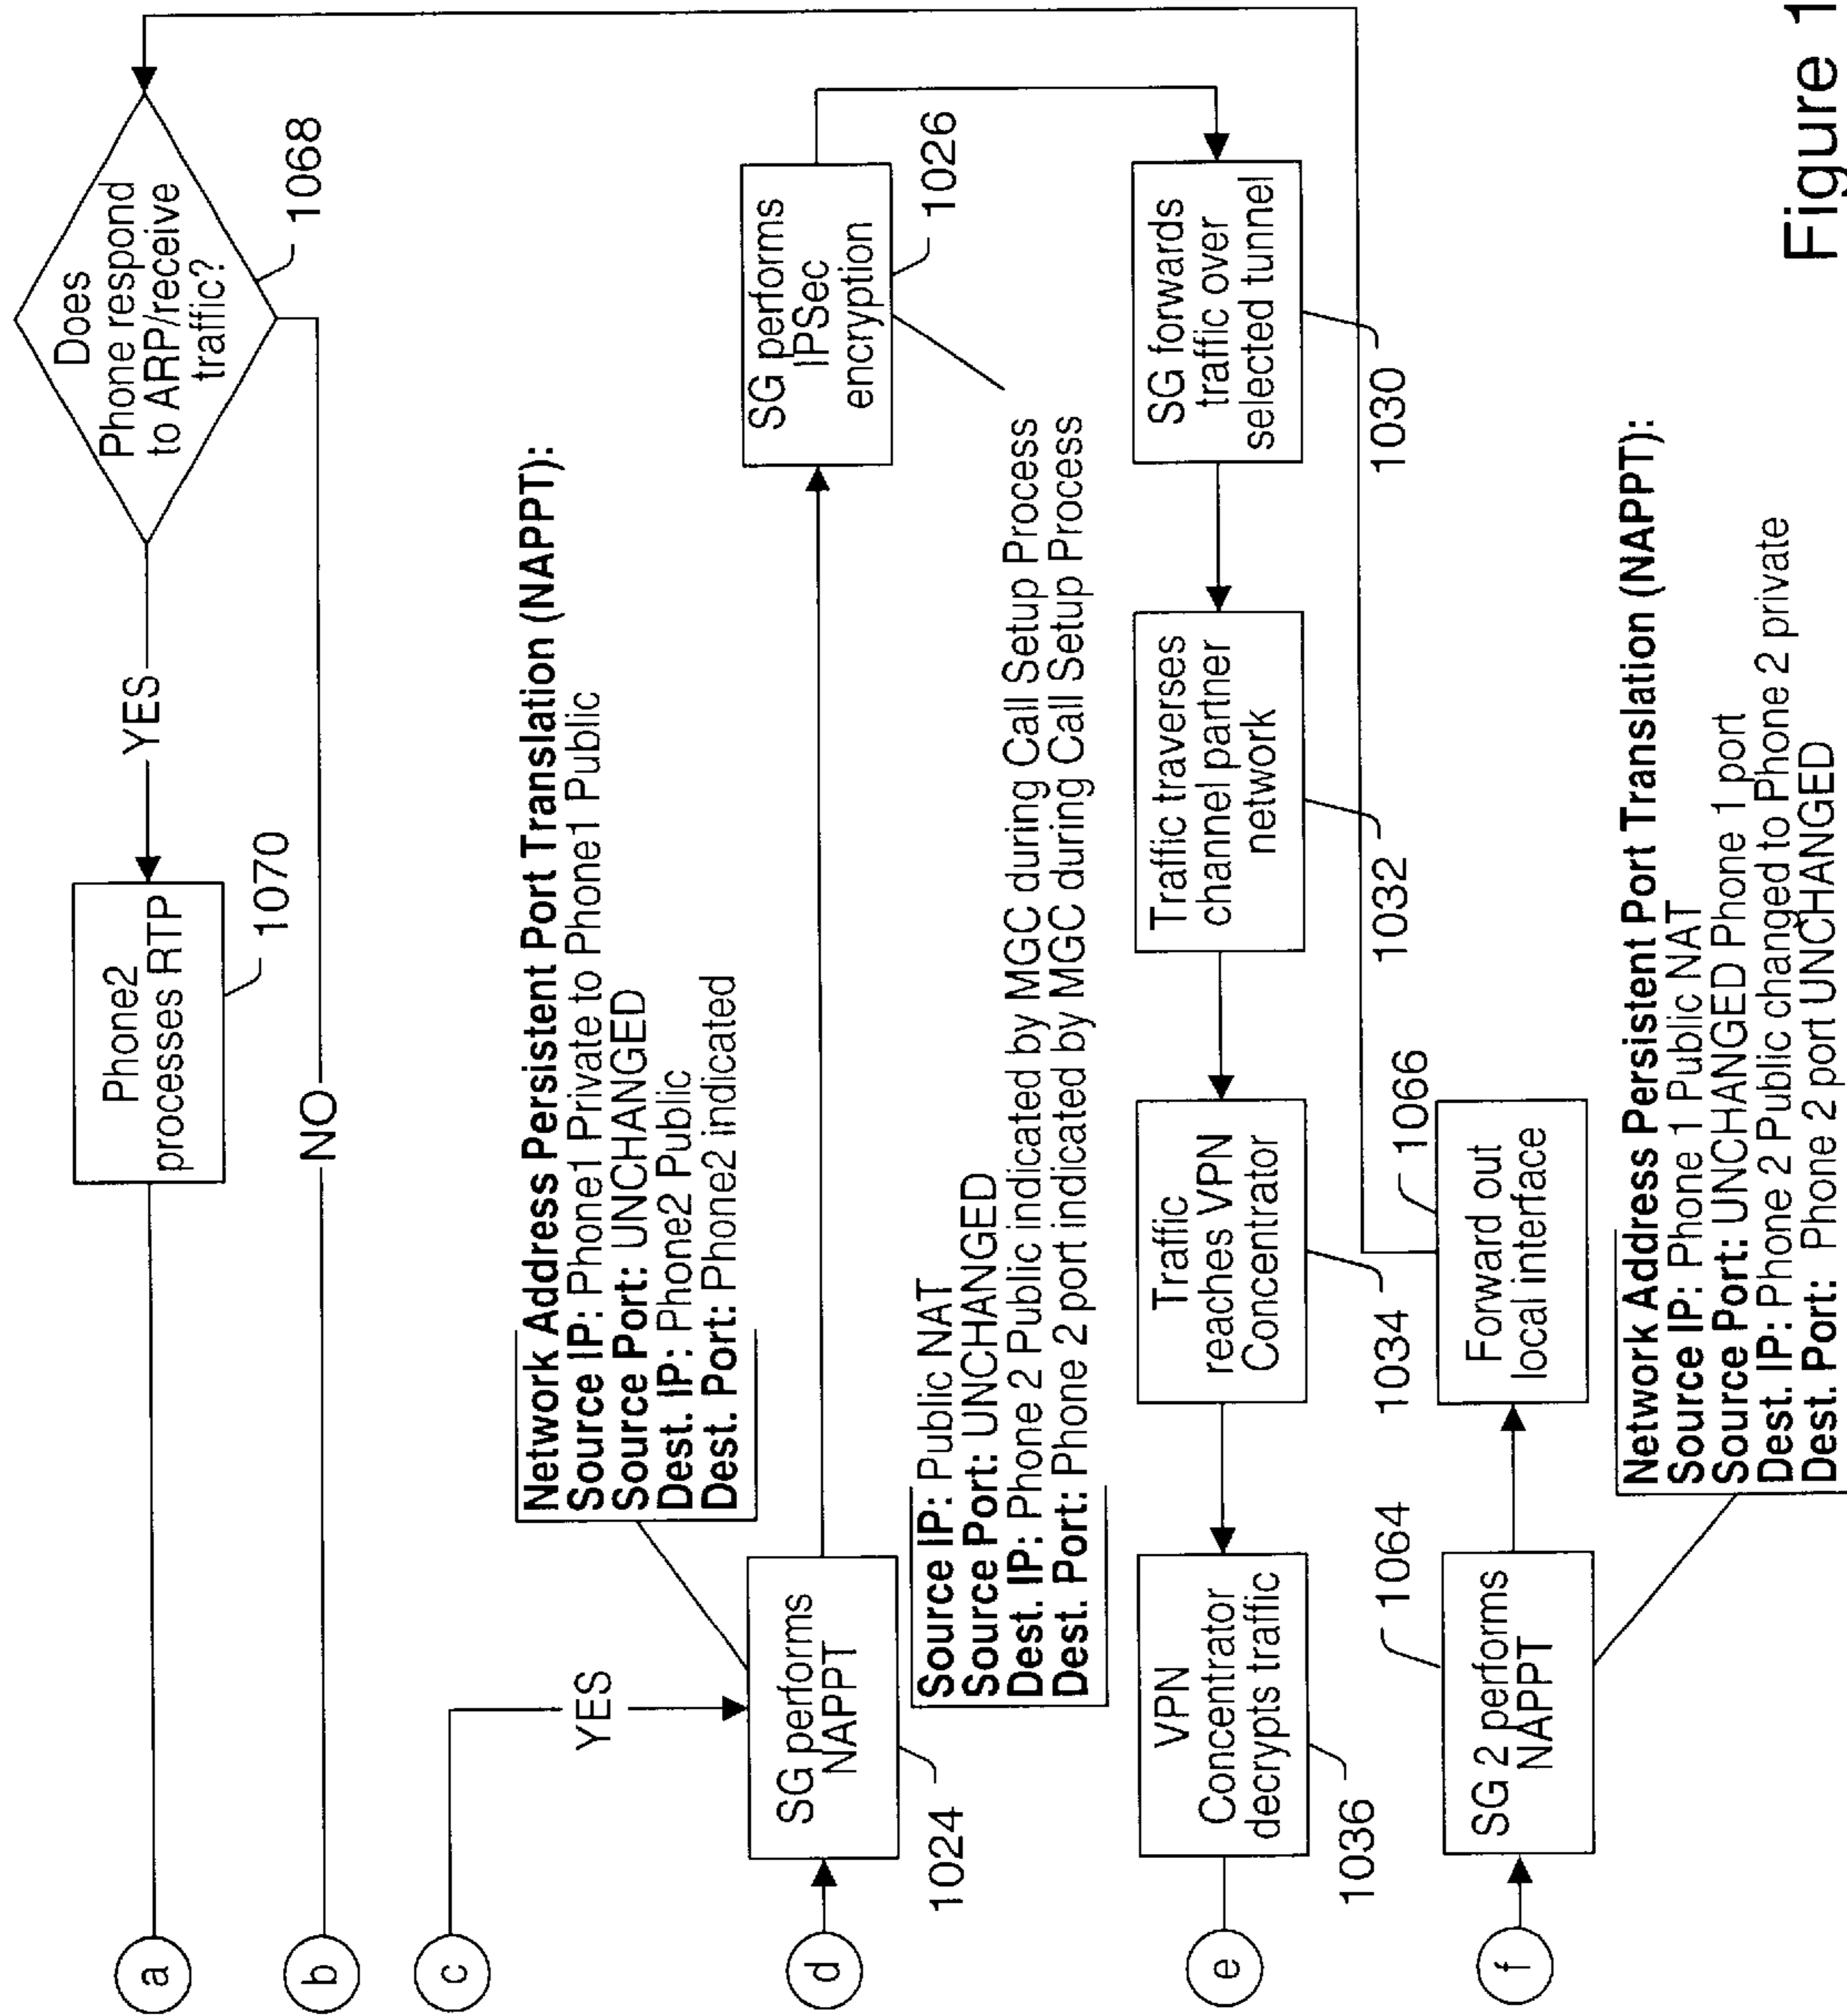 a
Phone2
processes RTP
1070
YES
Does
Phone respond
to ARP/receive
traffic?
1068
b
NO
c
YES
Network Address Persistent Port Translation (NAPPT):
Source IP: Phone1 Private to Phone1 Public
Source Port: UNCHANGED
Dest. IP: Phone2 Public
Dest. Port: Phone2 indicated
d
SG performs
NAPPT
1024
SG performs
IPSec
encryption
1026
Source IP: Public NAT
Source Port: UNCHANGED
Dest. IP: Phone 2 Public indicated by MGC during Call Setup Process
Dest. Port: Phone 2 port indicated by MGC during Call Setup Process
e
VPN
Concentrator
decrypts traffic
1036
Traffic
reaches VPN
Concentrator
1034
Traffic traverses
channel partner
network
1032
SG forwards
traffic over
selected tunnel
1030
f
SG 2 performs
NAPPT
1064
Forward out
local interface
1066
Network Address Persistent Port Translation (NAPPT):
Source IP: Phone 1 Public NAT
Source Port: UNCHANGED Phone 1 port
Dest. IP: Phone 2 Public changed to Phone 2 private
Dest. Port: Phone 2 port UNCHANGED
Figure 1